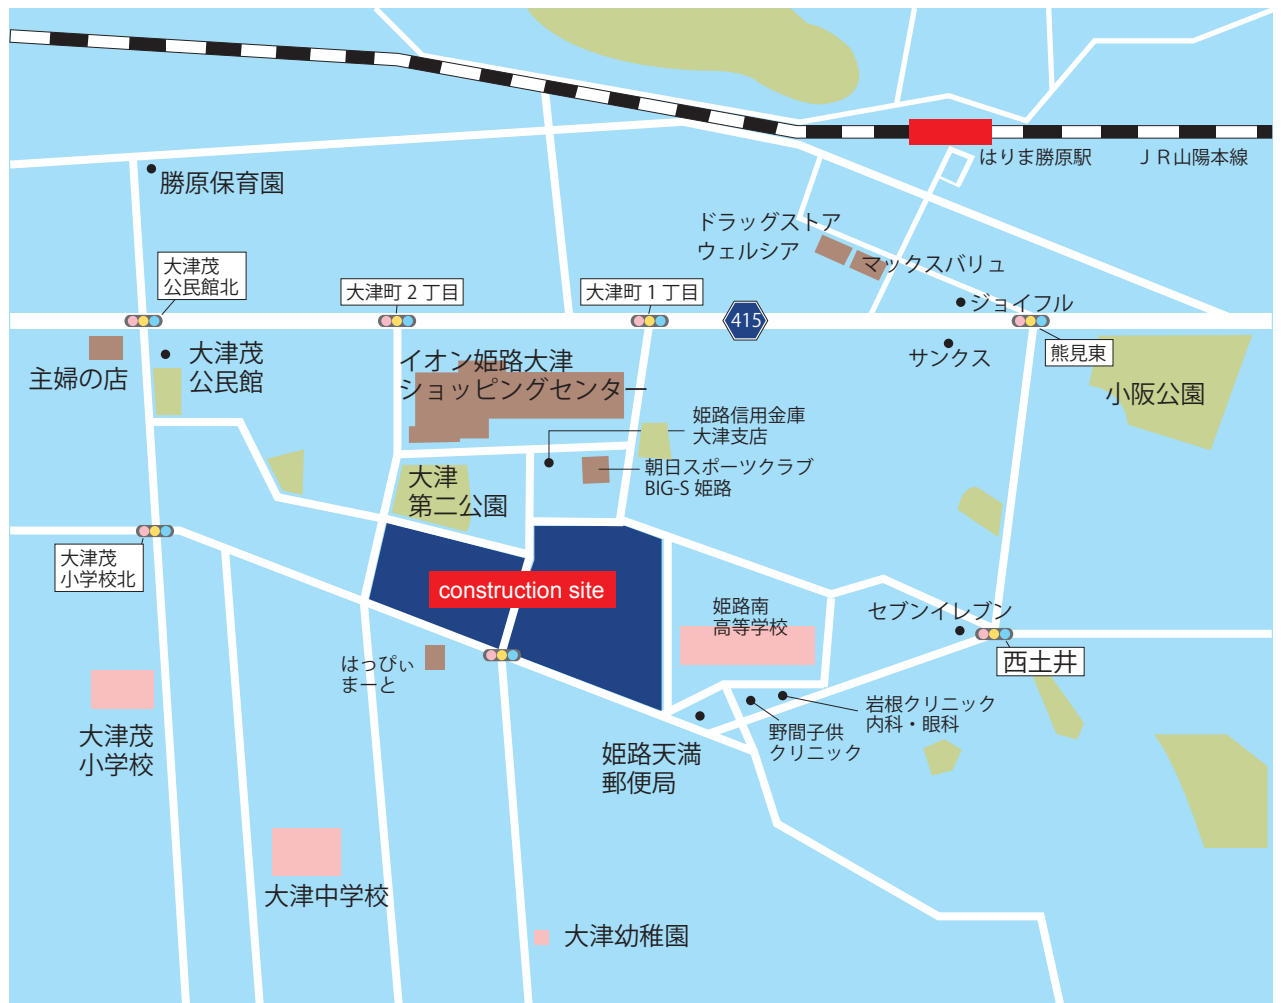 はりま勝原駅
ＪＲ山陽本線
勝原保育園
ドラッグストア
ウェルシア
マックスバリュ
大津茂
公民館北
大津町２丁目
大津町１丁目
415
ジョイフル
熊見東
サンクス
主婦の店
大津茂
公民館
イオン姫路大津
ショッピングセンター
小阪公園
姫路信用金庫
大津支店
朝日スポーツクラブ
BIG-S 姫路
大津
第二公園
大津茂
小学校北
construction site
姫路南
高等学校
セブンイレブン
西土井
はっぴぃ
まーと
岩根クリニック
内科・眼科
野間子供
クリニック
姫路天満
郵便局
大津茂
小学校
大津中学校
大津幼稚園